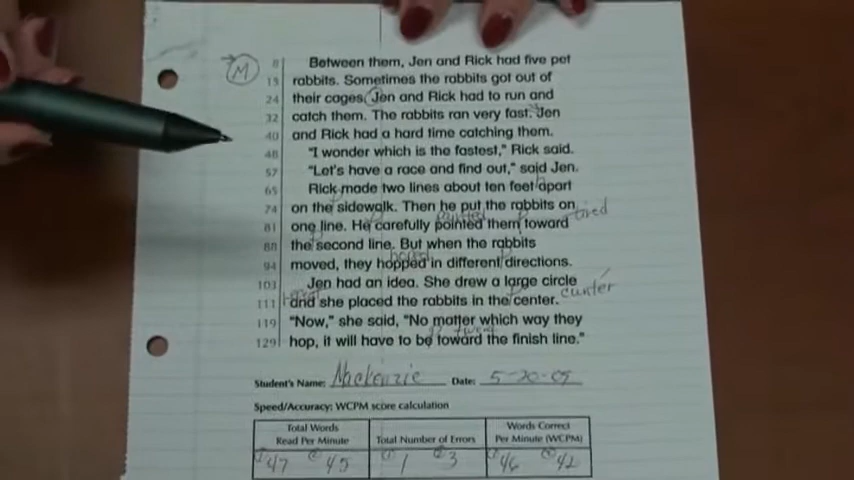 M
8 Between them, Jen and Rick had five pet
15 rabbits. Sometimes the rabbits got out of
24 their cages. Jen and Rick had to run and
32 catch them. The rabbits ran very fast. Jen
40 and Rick had a hard time catching them.
48 "I wonder which is the fastest," Rick said.
57 "Let's have a race and find out," said Jen.
65 Rick made two lines about ten feet apart
74 on the sidewalk. Then he put the rabbits on
81 one line. He carefully pointed them toward
88 the second line. But when the rabbits
94 moved, they hopped in different directions.
103 Jen had an idea. She drew a large circle
111 and she placed the rabbits in the center. cunter
119 "Now," she said, "No matter which way they
129 hop, it will have to be toward the finish line."
Student's Name: Mackenzie Date: 5-20-09
Speed/Accuracy: WCPM score calculation
Total Words Read Per Minute Total Number of Errors Words Correct Per Minute (WCPM)
① 47 ② 45 ① 1 ② 3 ① 46 ② 42